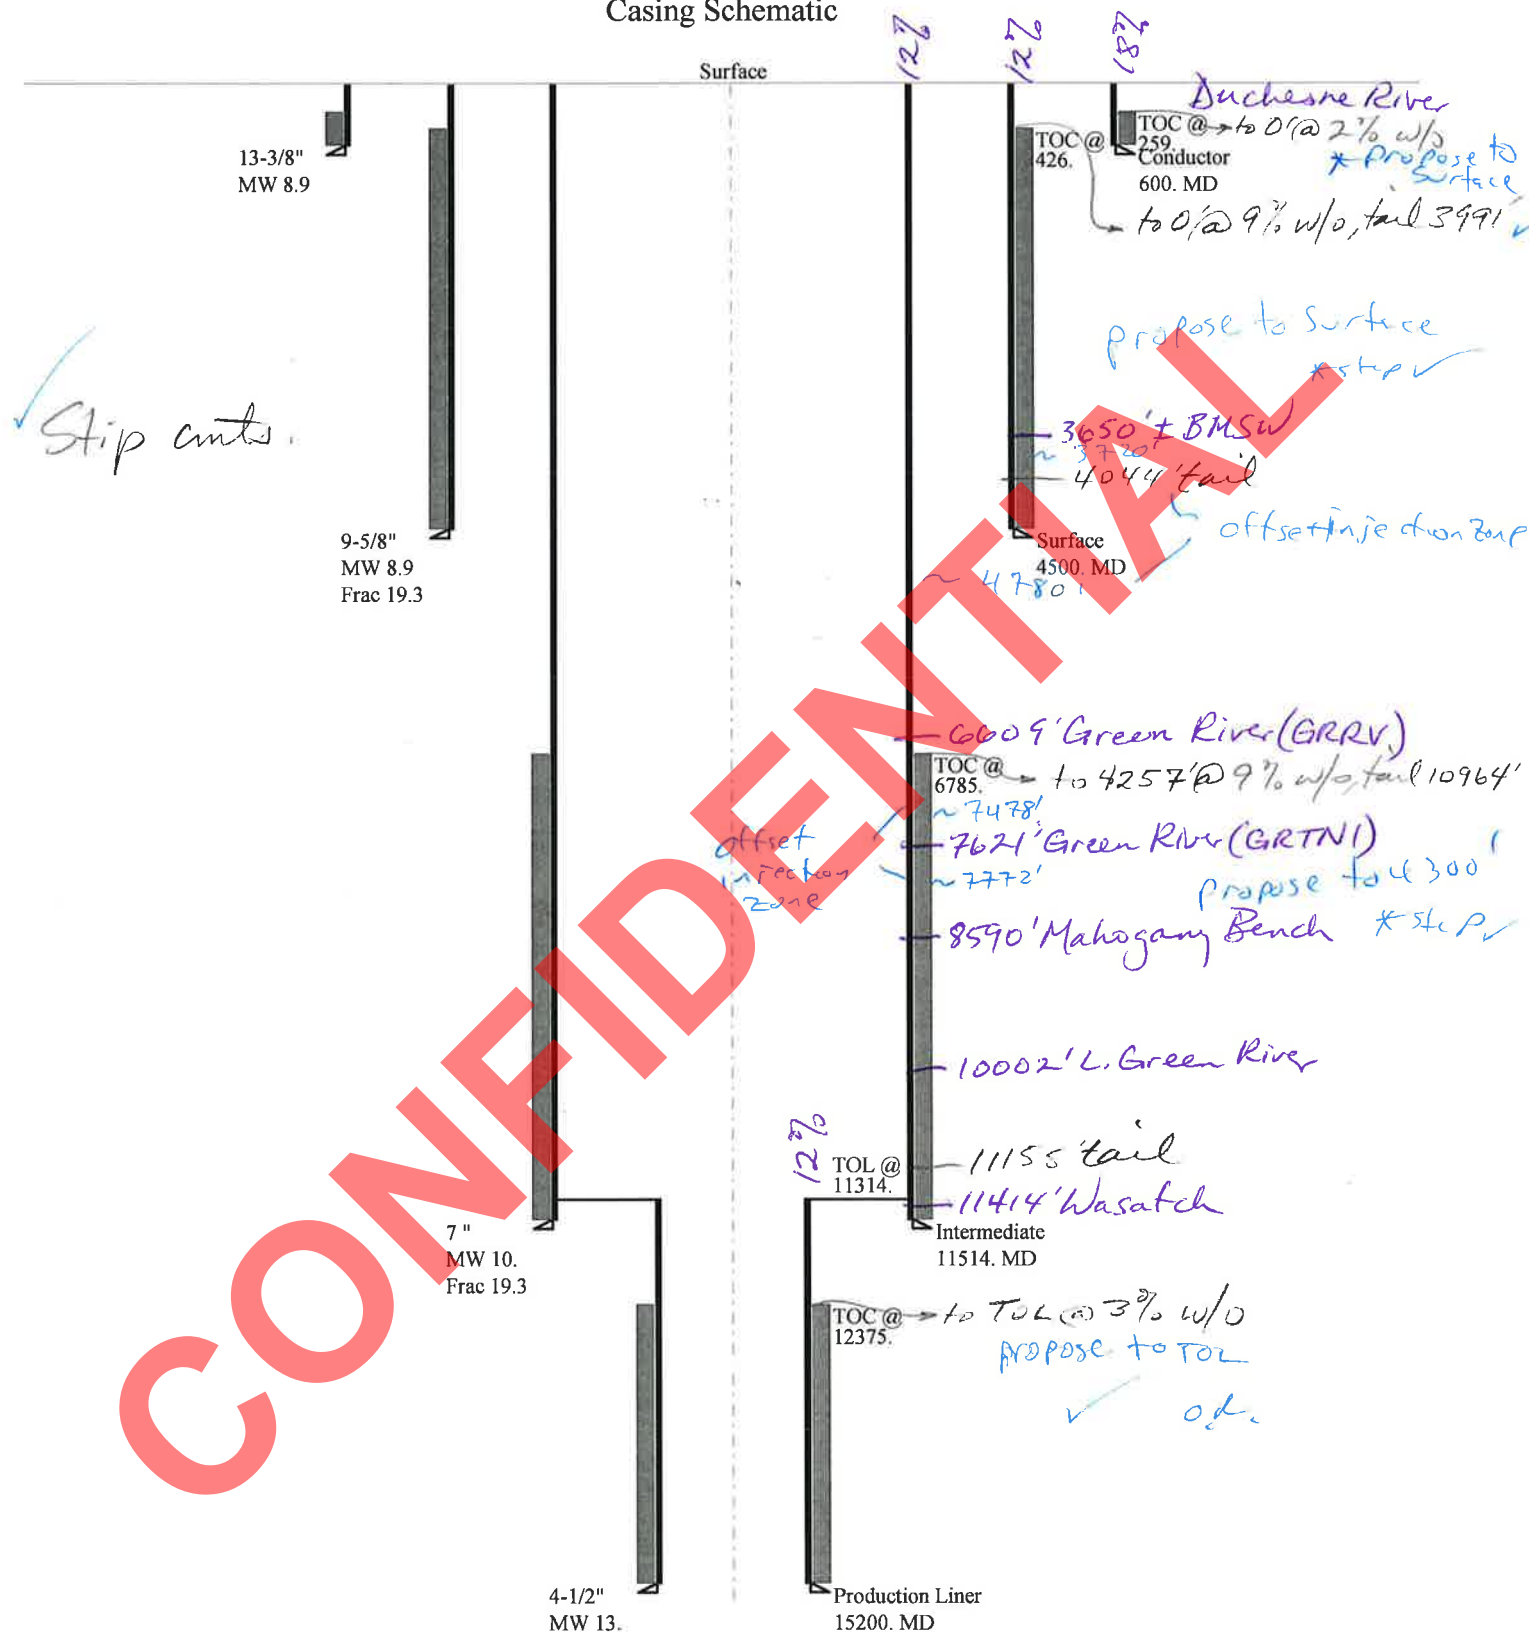 Casing Schematic
12%
12%
18%
Surface
Duchesne River
TOC @
259.
to 0' @ 2% w/o
* propose to
surface
13-3/8"
MW 8.9
TOC @
426.
Conductor
600. MD
to 0' @ 9% w/o, tail 3991'
propose to surface
* step ✓
✓ Stip cmts.
3650' ± BMSW
~ 3720'
4044' tail
offset injection zone
9-5/8"
MW 8.9
Frac 19.3
Surface
4500. MD
~ 4780'
6609' Green River (GRRV)
TOC @
6785.
to 4257' @ 9% w/o, tail 10964'
~ 7478'
offset
injection
zone
7621' Green River (GRTN1)
~ 7772'
propose to 4300'
8590' Mahogany Bench
* step ✓
10002' L. Green River
12%
TOL @
11314.
11155' tail
11414' Wasatch
7 "
MW 10.
Frac 19.3
Intermediate
11514. MD
TOC @
12375.
to TOL @ 3% w/o
propose to TOL
✓
4-1/2"
MW 13.
Production Liner
15200. MD
CONFIDENTIAL